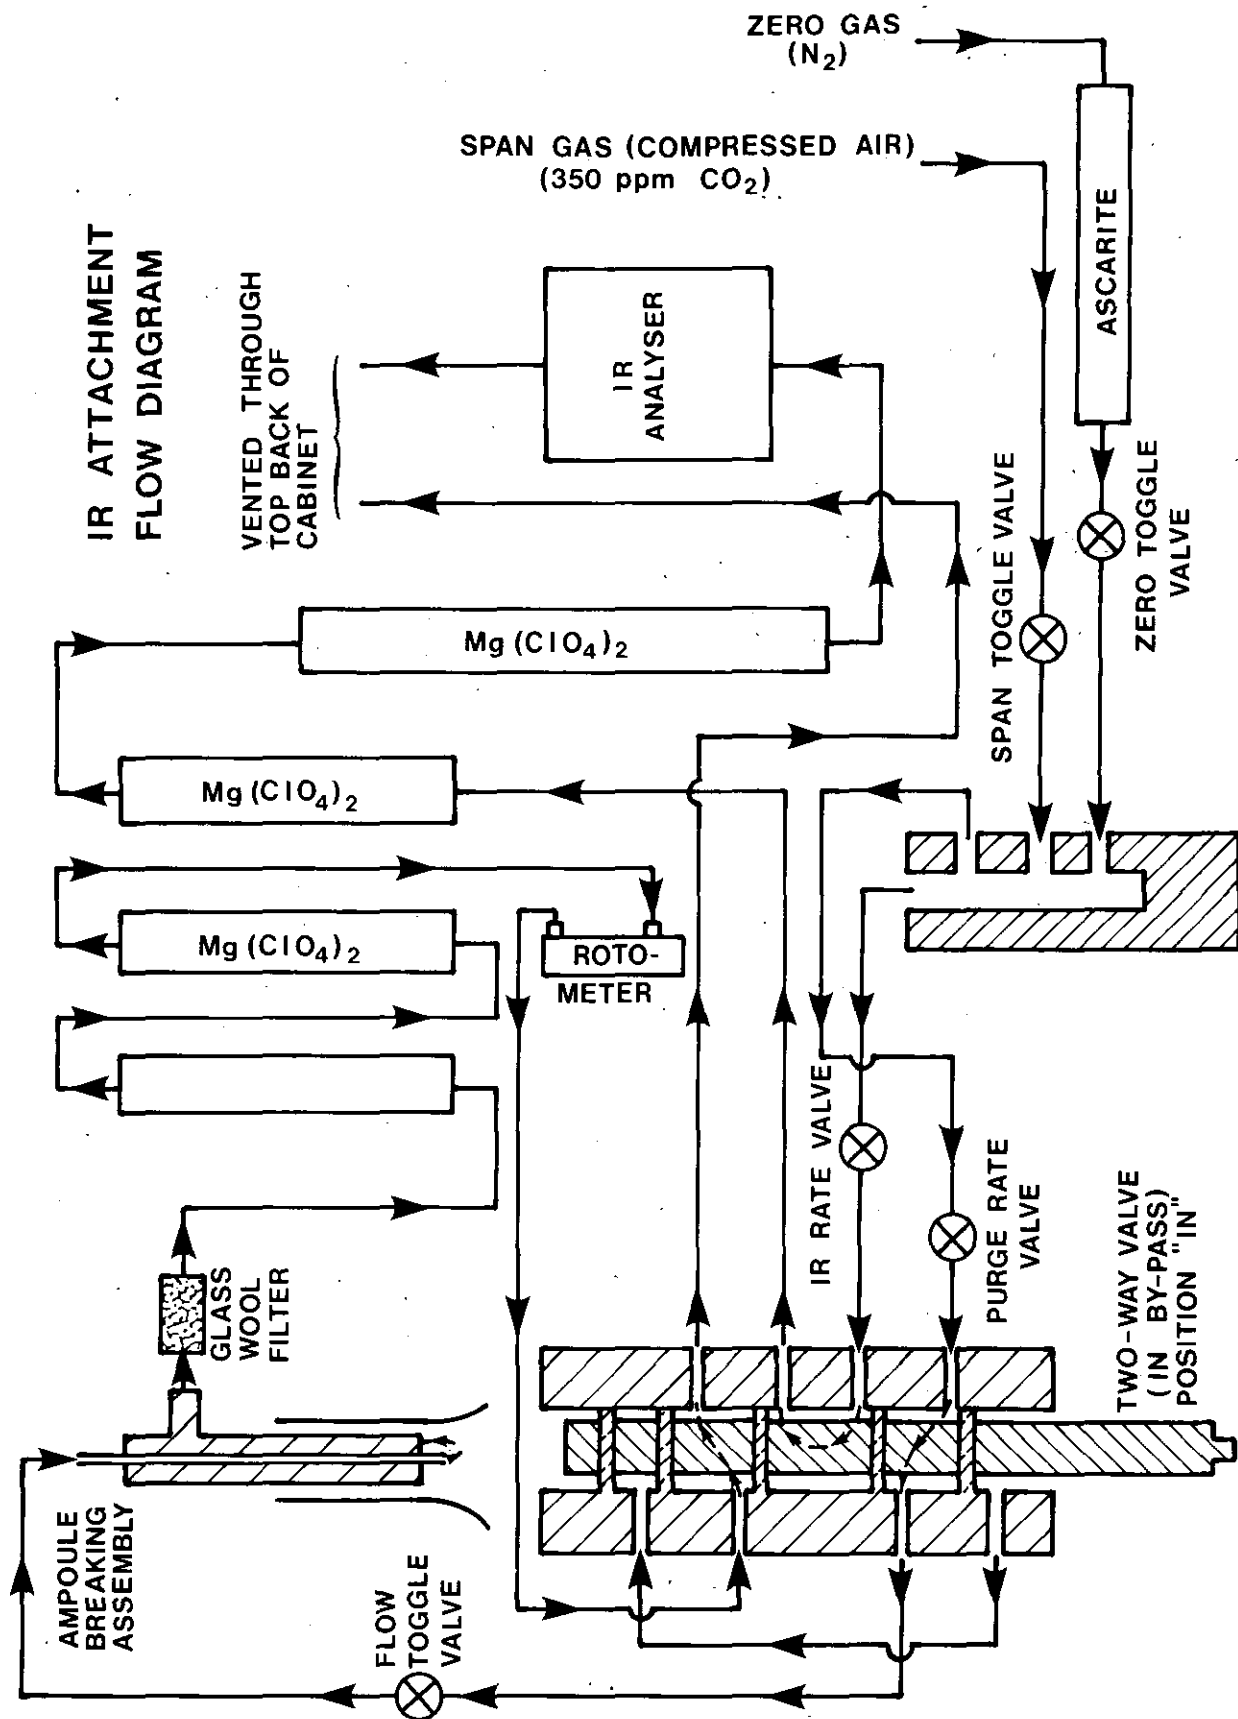 ZERO GAS
(N₂)
SPAN GAS (COMPRESSED AIR)
(350 ppm CO₂)
IR ATTACHMENT
FLOW DIAGRAM
VENTED THROUGH
TOP BACK OF
CABINET
IR
ANALYSER
ASCARITE
SPAN TOGGLE VALVE
ZERO TOGGLE
VALVE
Mg(ClO₄)₂
Mg(ClO₄)₂
Mg(ClO₄)₂
ROTO-
METER
IR RATE VALVE
PURGE RATE
VALVE
TWO-WAY VALVE
(IN BY-PASS)
POSITION "IN"
GLASS
WOOL
FILTER
AMPOULE
BREAKING
ASSEMBLY
FLOW
TOGGLE
VALVE